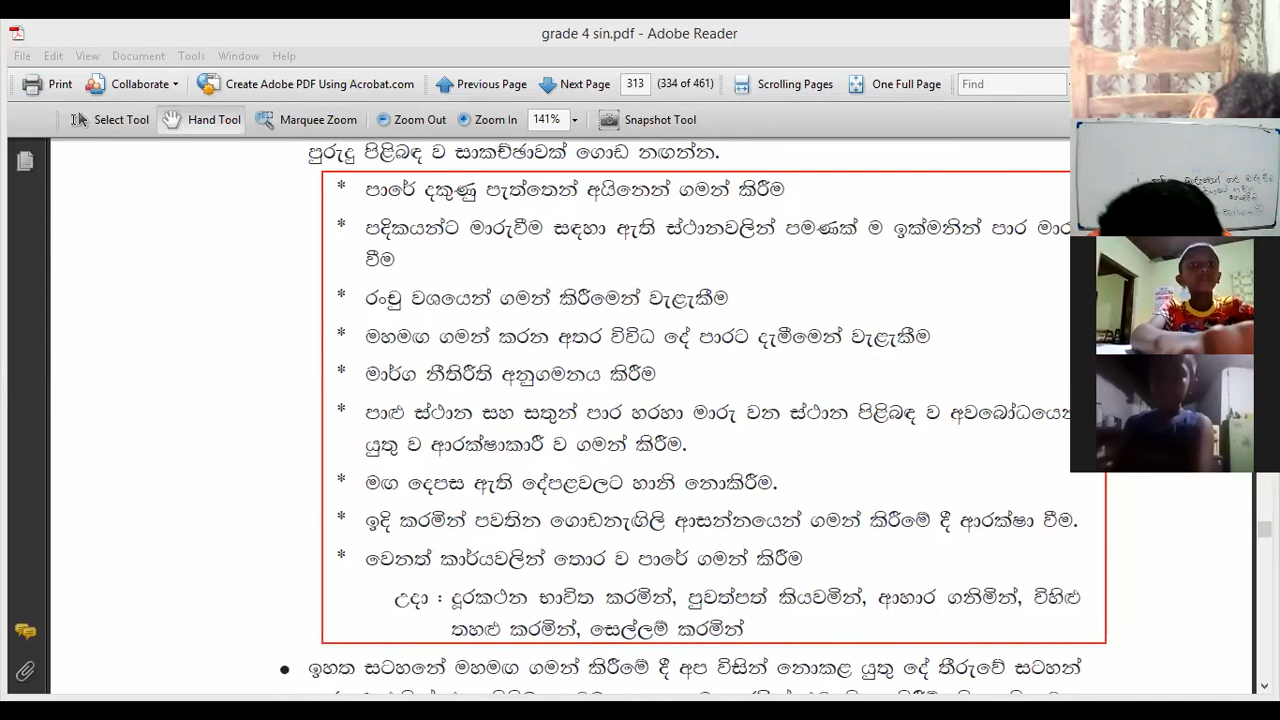 grade 4 sin.pdf - Adobe Reader
File Edit View Document Tools Window Help
Print Collaborate Create Adobe PDF Using Acrobat.com Previous Page Next Page 313 (334 of 461) Scrolling Pages One Full Page Find
Select Tool Hand Tool Marquee Zoom Zoom Out Zoom In 141% Snapshot Tool
පුරුදු පිළිබඳ ව සාකච්ඡාවක් ගොඩ නඟන්න.
* පාරේ දකුණු පැත්තෙන් අයිනෙන් ගමන් කිරීම
* පදිකයන්ට මාරුවීම සඳහා ඇති ස්ථානවලින් පමණක් ම ඉක්මනින් පාර මාරු
වීම
* රංචු වශයෙන් ගමන් කිරීමෙන් වැළැකීම
* මහමඟ ගමන් කරන අතර විවිධ දේ පාරට දැමීමෙන් වැළැකීම
* මාර්ග නීතිරීති අනුගමනය කිරීම
* පාළු ස්ථාන සහ සතුන් පාර හරහා මාරු වන ස්ථාන පිළිබඳ ව අවබෝධයෙන්
යුතු ව ආරක්ෂාකාරී ව ගමන් කිරීම.
* මඟ දෙපස ඇති දේපළවලට හානි නොකිරීම.
* ඉදි කරමින් පවතින ගොඩනැඟිලි ආසන්නයෙන් ගමන් කිරීමේ දී ආරක්ෂා වීම.
* වෙනත් කාර්යවලින් තොර ව පාරේ ගමන් කිරීම
උදා : දූරකථන භාවිත කරමින්, පුවත්පත් කියවමින්, ආහාර ගනිමින්, විහිළු
තහළු කරමින්, සෙල්ලම් කරමින්
● ඉහත සටහනේ මහමඟ ගමන් කිරීමේ දී අප විසින් නොකළ යුතු දේ තීරුවේ සටහන්